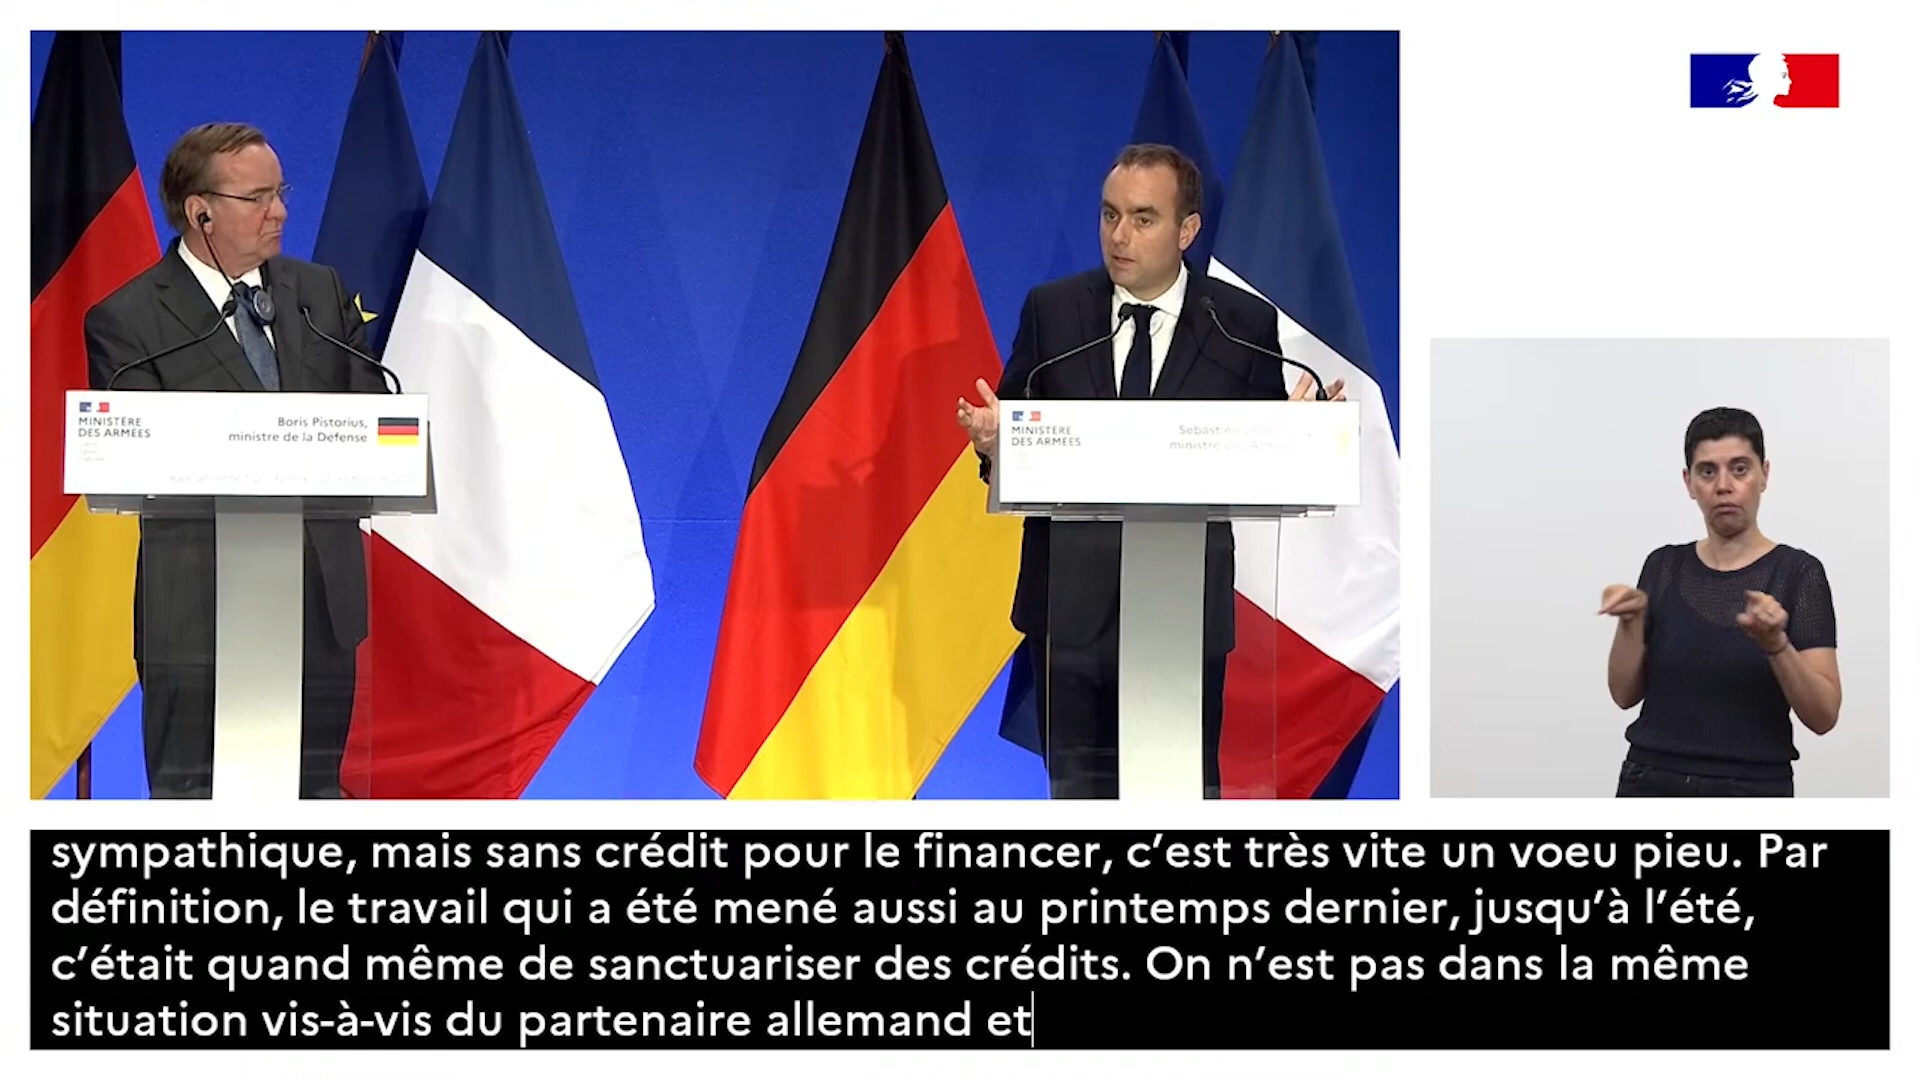 MINISTÈRE
DES ARMÉES
Boris Pistorius,
ministre de la Défense
MINISTÈRE
DES ARMÉES
ministre des Armées
sympathique, mais sans crédit pour le financer, c’est très vite un voeu pieu. Par
définition, le travail qui a été mené aussi au printemps dernier, jusqu’à l’été,
c’était quand même de sanctuariser des crédits. On n’est pas dans la même
situation vis-à-vis du partenaire allemand et